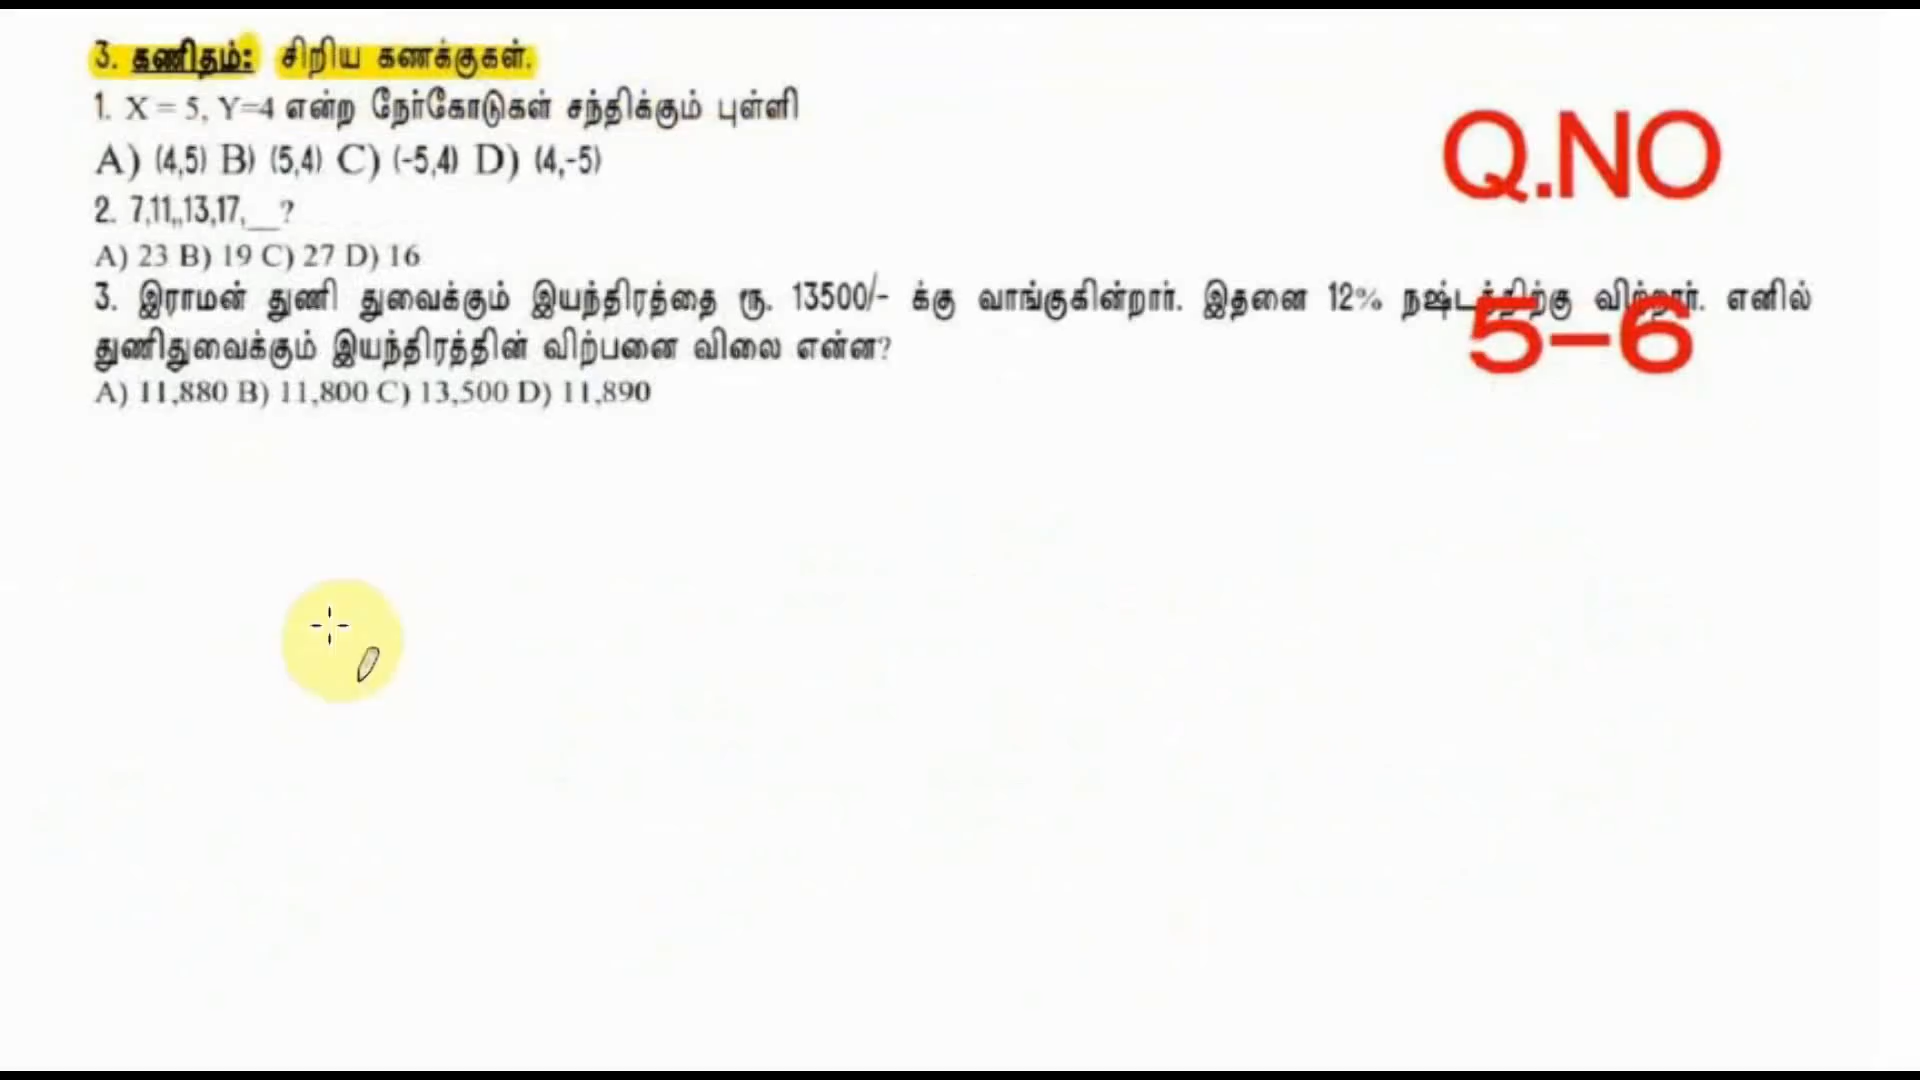 3. கணிதம்: சிறிய கணக்குகள்.
1. X = 5, Y=4 என்ற நேர்கோடுகள் சந்திக்கும் புள்ளி
A) (4,5) B) (5,4) C) (-5,4) D) (4,-5)
2. 7,11,,13,17,__?
A) 23 B) 19 C) 27 D) 16
3. இராமன் துணி துவைக்கும் இயந்திரத்தை ரூ. 13500/- க்கு வாங்குகின்றார். இதனை 12% நஷ்டத்திற்கு விற்றார். எனில்
துணிதுவைக்கும் இயந்திரத்தின் விற்பனை விலை என்ன?
A) 11,880 B) 11,800 C) 13,500 D) 11,890
Q.NO
5-6